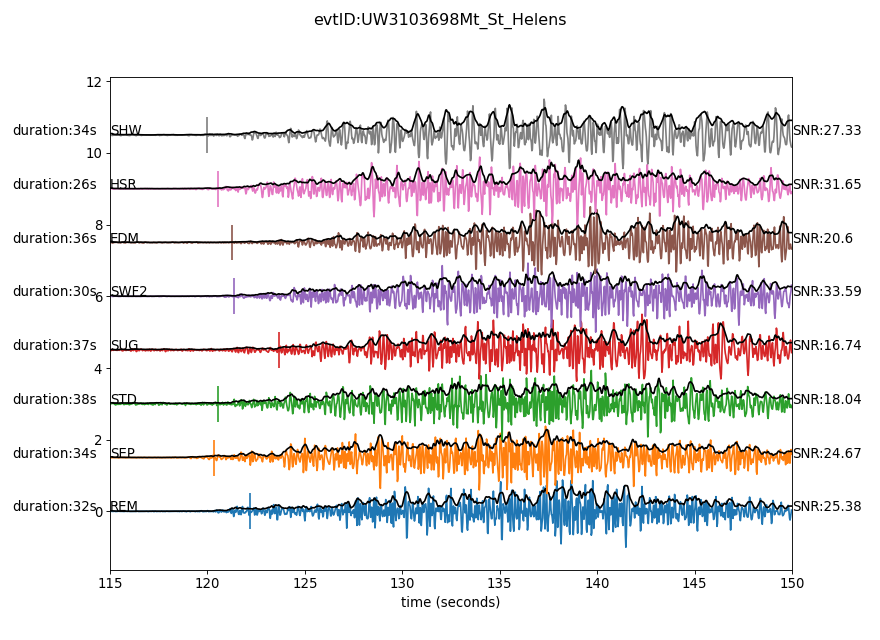 evtID:UW3103698Mt_St_Helens
12
duration:34s SHW SNR:27.33
10
duration:26s HSR SNR:31.65
8
duration:36s EDM SNR:20.6
duration:30s SWF2 SNR:33.59
6
duration:37s SUG SNR:16.74
4
duration:38s STD SNR:18.04
2
duration:34s SEP SNR:24.67
duration:32s REM SNR:25.38
0
115 120 125 130 135 140 145 150
time (seconds)